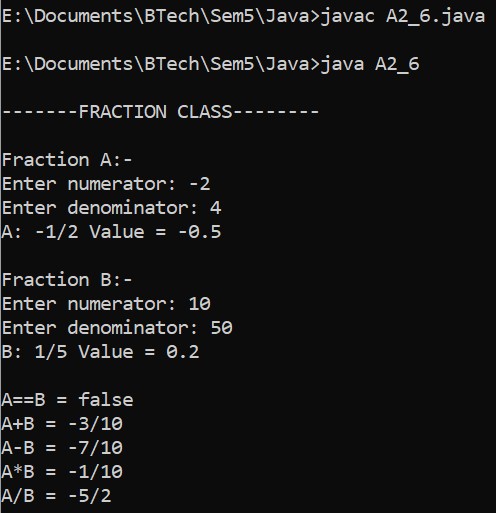 E:\Documents\BTech\Sem5\Java>javac A2_6.java
E:\Documents\BTech\Sem5\Java>java A2_6
-------FRACTION CLASS--------
Fraction A:-
Enter numerator: -2
Enter denominator: 4
A: -1/2 Value = -0.5
Fraction B:-
Enter numerator: 10
Enter denominator: 50
B: 1/5 Value = 0.2
A==B = false
A+B = -3/10
A-B = -7/10
A*B = -1/10
A/B = -5/2